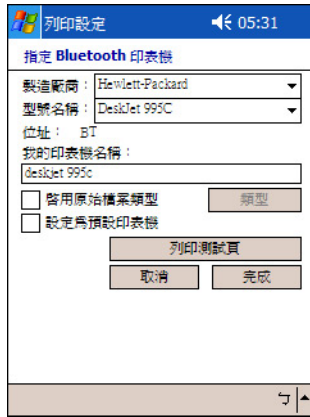 列印設定 05:31
指定 Bluetooth 印表機
製造廠商：Hewlett-Packard
型號名稱：DeskJet 995C
位址： BT
我的印表機名稱：
deskjet 995c
啓用原始檔案類型 類型
設定爲預設印表機
列印測試頁
取消 完成
ㄅ